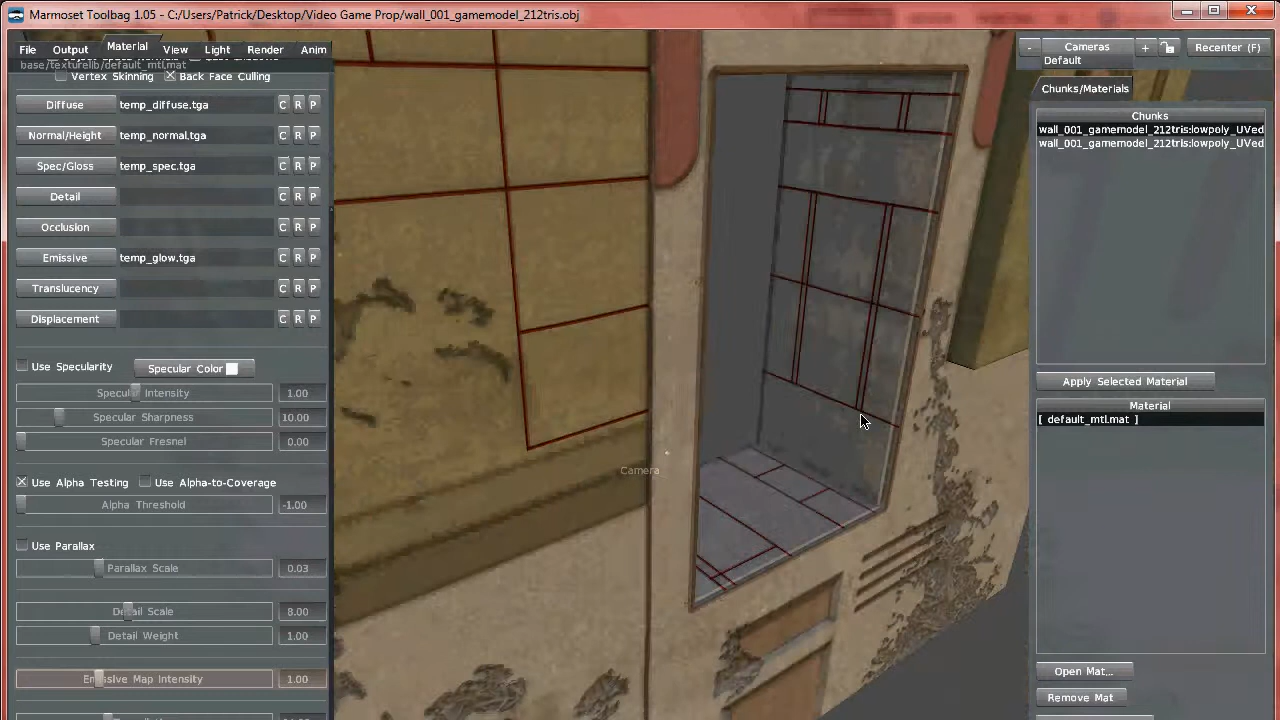 Marmoset Toolbag 1.05 - C:/Users/Patrick/Desktop/Video Game Prop/wall_001_gamemodel_212tris.obj
File Output Material View Light Render Anim
base/texturelib/default_mtl.mat
Vertex Skinning Back Face Culling
Diffuse temp_diffuse.tga C R P
Normal/Height temp_normal.tga C R P
Spec/Gloss temp_spec.tga C R P
Detail C R P
Occlusion C R P
Emissive temp_glow.tga C R P
Translucency C R P
Displacement C R P
Use Specularity Specular Color
Specular Intensity 1.00
Specular Sharpness 10.00
Specular Fresnel 0.00
Use Alpha Testing Use Alpha-to-Coverage
Alpha Threshold -1.00
Use Parallax
Parallax Scale 0.03
Detail Scale 8.00
Detail Weight 1.00
Emissive Map Intensity 1.00
Camera
- Cameras + Recenter (F)
Default
Chunks/Materials
Chunks
wall_001_gamemodel_212tris:lowpoly_UVed
wall_001_gamemodel_212tris:lowpoly_UVed
Apply Selected Material
Material
[ default_mtl.mat ]
Open Mat...
Remove Mat